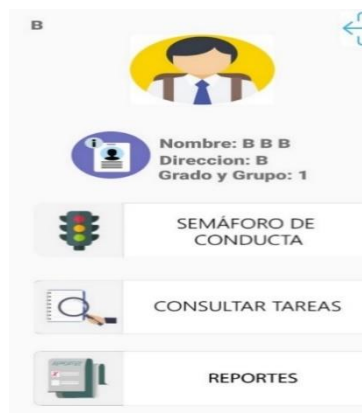 B
Nombre: B B B
Direccion: B
Grado y Grupo: 1
SEMÁFORO DE
CONDUCTA
CONSULTAR TAREAS
REPORTES